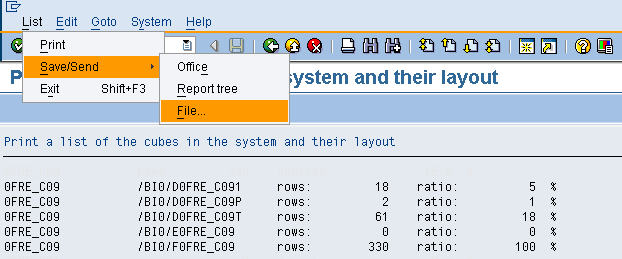 List Edit Goto System Help
Print
Save/Send
Exit Shift+F3
Office
Report tree
File...
P system and their layout
Print a list of the cubes in the system and their layout
0FRE_C09 /BI0/D0FRE_C091 rows: 18 ratio: 5 %
0FRE_C09 /BI0/D0FRE_C09P rows: 2 ratio: 1 %
0FRE_C09 /BI0/D0FRE_C09T rows: 61 ratio: 18 %
0FRE_C09 /BI0/E0FRE_C09 rows: 0 ratio: 0 %
0FRE_C09 /BI0/F0FRE_C09 rows: 330 ratio: 100 %